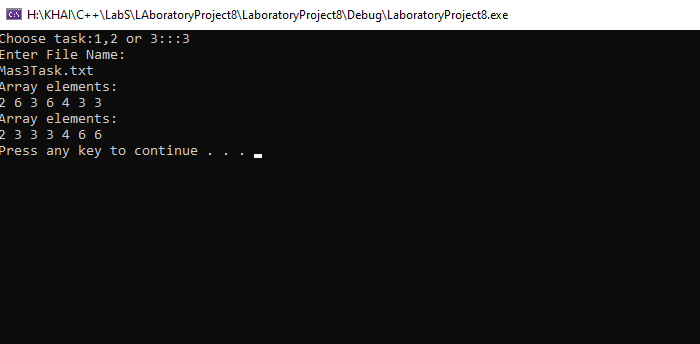 H:\KHAI\C++\LabS\LAboratoryProject8\LaboratoryProject8\Debug\LaboratoryProject8.exe
Choose task:1,2 or 3:::3
Enter File Name:
Mas3Task.txt
Array elements:
2 6 3 6 4 3 3
Array elements:
2 3 3 3 4 6 6
Press any key to continue . . .